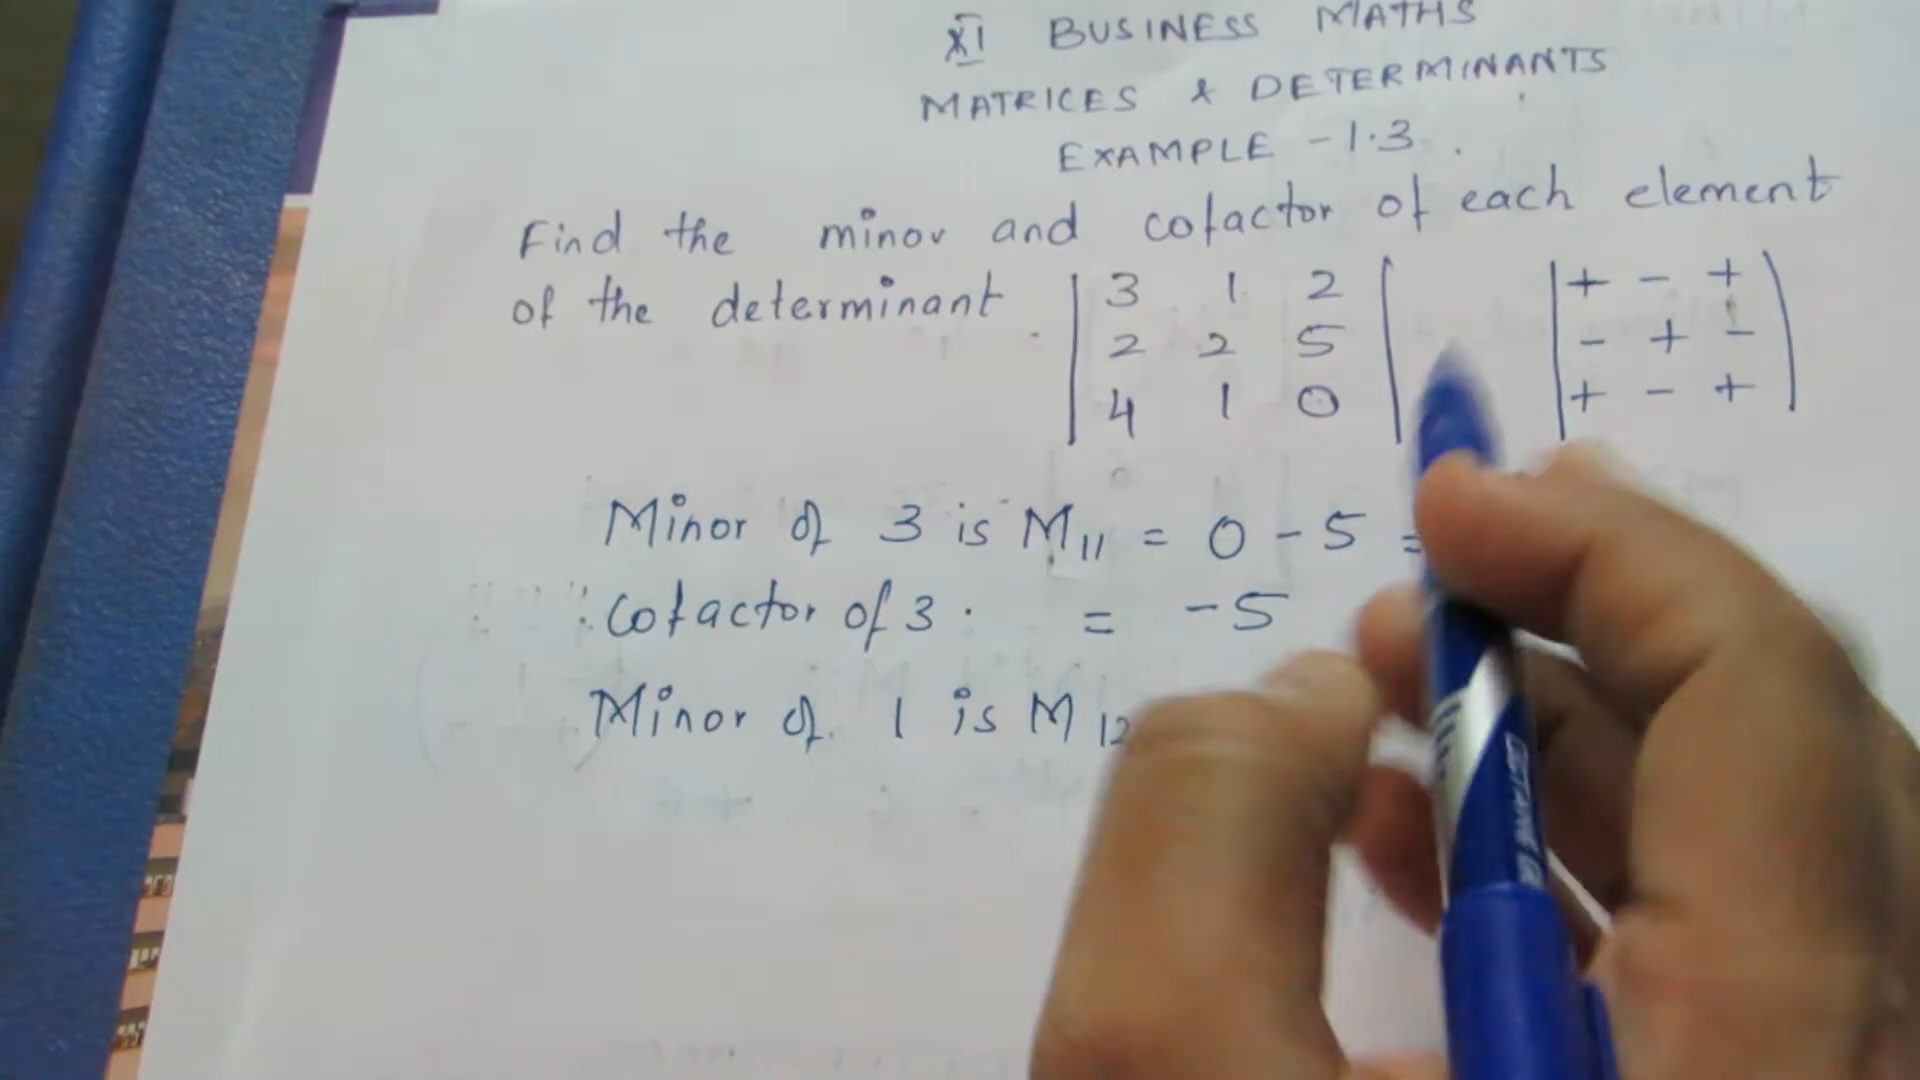 XI BUSINESS MATHS
MATRICES & DETERMINANTS
EXAMPLE - 1.3.
Find the minor and cofactor of each element
of the determinant | 3 1 2 | | + - + |
| 2 2 5 | | - + - |
| 4 1 0 | | + - + |
Minor of 3 is M11 = 0 - 5 =
Cofactor of 3 = -5
Minor of 1 is M12